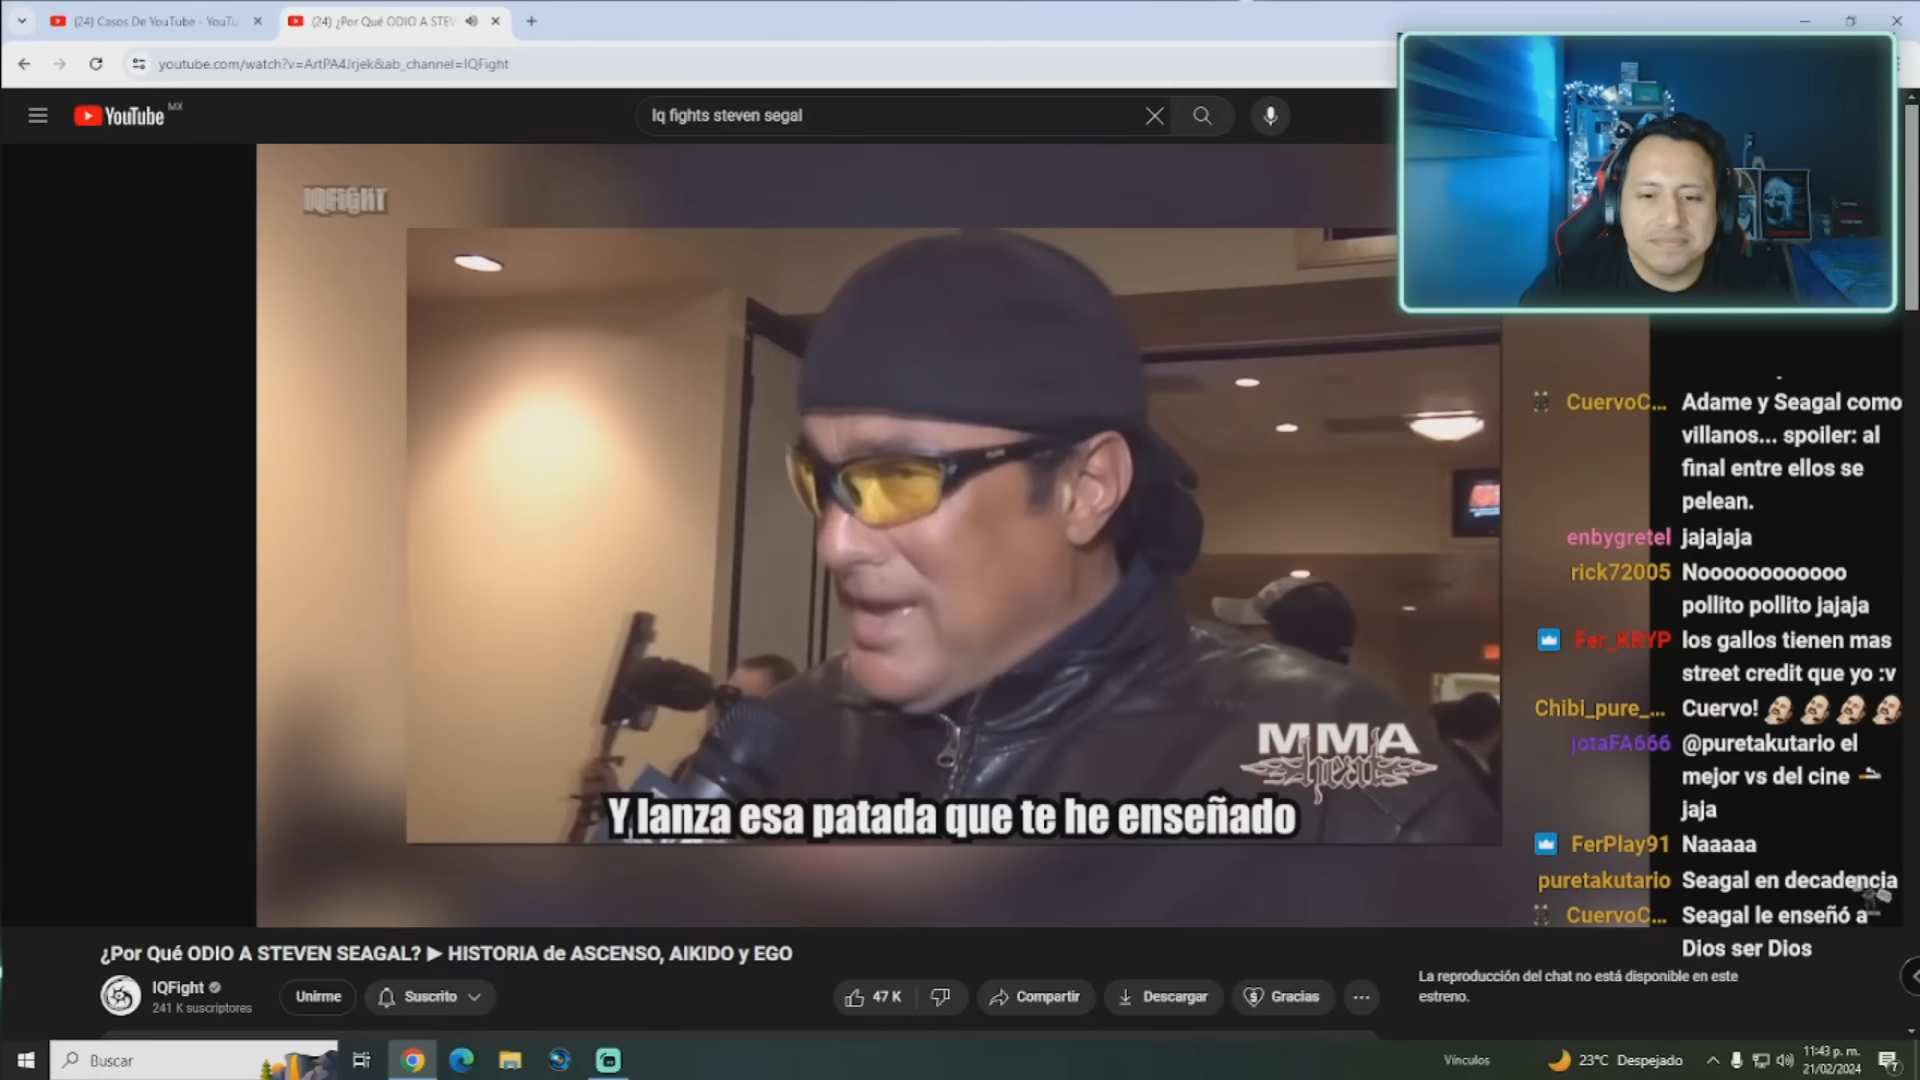 (24) Casos De YouTube - YouTu
(24) ¿Por Qué ODIO A STEV
youtube.com/watch?v=ArtPA4Jrjek&ab_channel=IQFight
YouTube MX
Iq fights steven segal
IQFIGHT
MMA
heat
Y lanza esa patada que te he enseñado
CuervoC... Adame y Seagal como
villanos... spoiler: al
final entre ellos se
pelean.
enbygretel jajajaja
rick72005 Noooooooooooo
pollito pollito jajaja
Fer_KRYP los gallos tienen mas
street credit que yo :v
Chibi_pure_... Cuervo!
jotaFA666 @puretakutario el
mejor vs del cine
jaja
FerPlay91 Naaaaa
puretakutario Seagal en decadencia
CuervoC... Seagal le enseñó a
Dios ser Dios
¿Por Qué ODIO A STEVEN SEAGAL? ▶ HISTORIA de ASCENSO, AIKIDO y EGO
IQFight
241 K suscriptores
Unirme
Suscrito
47 K
Compartir
Descargar
Gracias
La reproducción del chat no está disponible en este
estreno.
Buscar
Vínculos
23°C Despejado
11:43 p. m.
21/02/2024
7